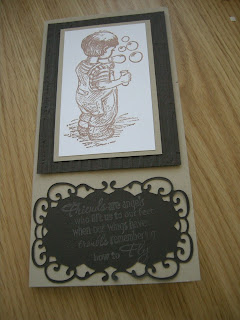 Friends are angels
who lift us to our feet
when our wings have
trouble remembering
how to Fly